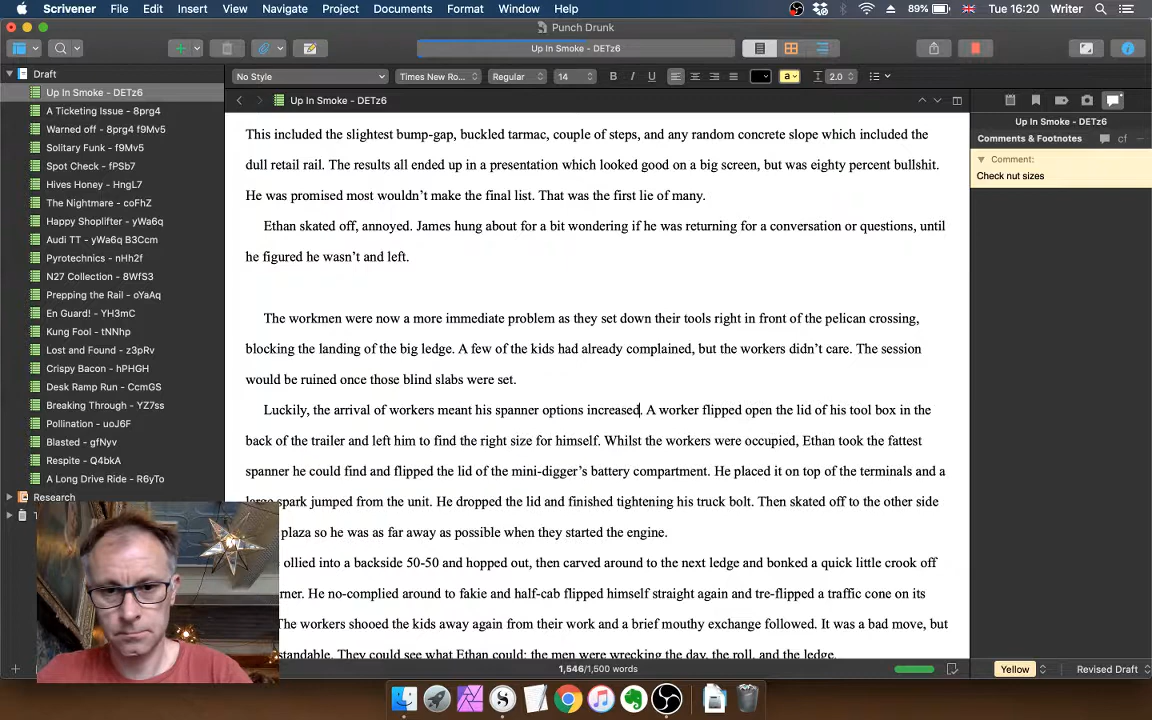 Scrivener File Edit Insert View Navigate Project Documents Format Window Help 89% Tue 16:20 Writer
Punch Drunk
Up In Smoke - DETz6
No Style Times New Ro... Regular 14 B I U a 2.0
Draft
Up In Smoke - DETz6
A Ticketing Issue - 8prg4
Warned off - 8prg4 f9Mv5
Solitary Funk - f9Mv5
Spot Check - fPSb7
Hives Honey - HngL7
The Nightmare - coFhZ
Happy Shoplifter - yWa6q
Audi TT - yWa6q B3Ccm
Pyrotechnics - nHh2f
N27 Collection - 8WfS3
Prepping the Rail - oYaAq
En Guard! - YH3mC
Kung Fool - tNNhp
Lost and Found - z3pRv
Crispy Bacon - hPHGH
Desk Ramp Run - CcmGS
Breaking Through - YZ7ss
Pollination - uoJ6F
Blasted - gfNyv
Respite - Q4bkA
A Long Drive Ride - R6yTo
Research
T
Up In Smoke - DETz6
This included the slightest bump-gap, buckled tarmac, couple of steps, and any random concrete slope which included the
dull retail rail. The results all ended up in a presentation which looked good on a big screen, but was eighty percent bullshit.
He was promised most wouldn’t make the final list. That was the first lie of many.
Ethan skated off, annoyed. James hung about for a bit wondering if he was returning for a conversation or questions, until
he figured he wasn’t and left.
The workmen were now a more immediate problem as they set down their tools right in front of the pelican crossing,
blocking the landing of the big ledge. A few of the kids had already complained, but the workers didn’t care. The session
would be ruined once those blind slabs were set.
Luckily, the arrival of workers meant his spanner options increased. A worker flipped open the lid of his tool box in the
back of the trailer and left him to find the right size for himself. Whilst the workers were occupied, Ethan took the fattest
spanner he could find and flipped the lid of the mini-digger’s battery compartment. He placed it on top of the terminals and a
large spark jumped from the unit. He dropped the lid and finished tightening his truck bolt. Then skated off to the other side
plaza so he was as far away as possible when they started the engine.
ollied into a backside 50-50 and hopped out, then carved around to the next ledge and bonked a quick little crook off
rner. He no-complied around to fakie and half-cab flipped himself straight again and tre-flipped a traffic cone on its
The workers shooed the kids away again from their work and a brief mouthy exchange followed. It was a bad move, but
standable. They could see what Ethan could: the men were wrecking the day, the roll, and the ledge.
1,546/1,500 words
Up In Smoke - DETz6
Comments & Footnotes cf
Comment:
Check nut sizes
Yellow Revised Draft